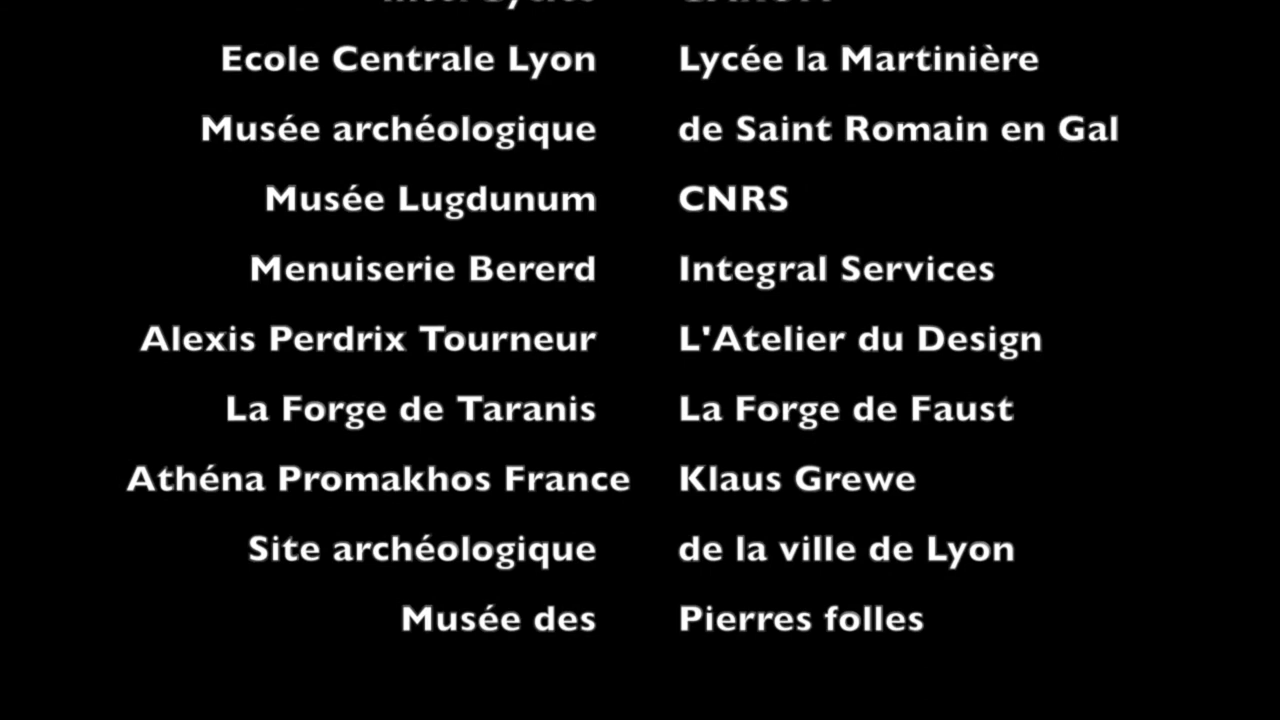 Ecole Centrale Lyon Lycée la Martinière
Musée archéologique de Saint Romain en Gal
Musée Lugdunum CNRS
Menuiserie Bererd Integral Services
Alexis Perdrix Tourneur L'Atelier du Design
La Forge de Taranis La Forge de Faust
Athéna Promakhos France Klaus Grewe
Site archéologique de la ville de Lyon
Musée des Pierres folles